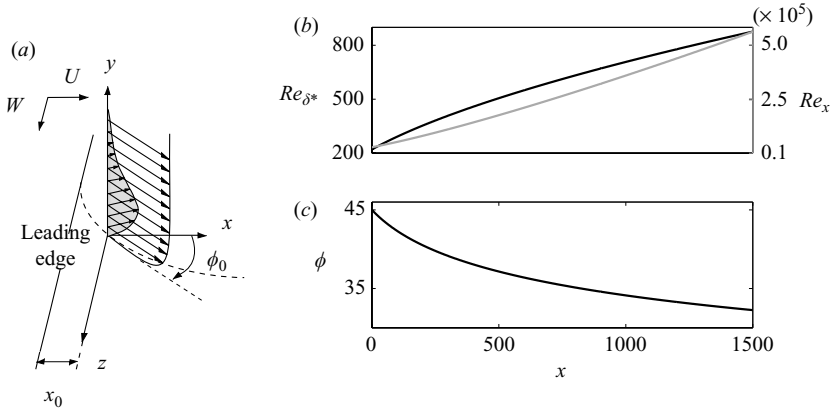 (a)
y
U
W
x
Leading
edge
ϕ0
z
x0
(b)
(× 10^5)
800
500
200
Reδ*
5.0
2.5
0.1
Rex
(c)
45
35
ϕ
0
500
1000
1500
x